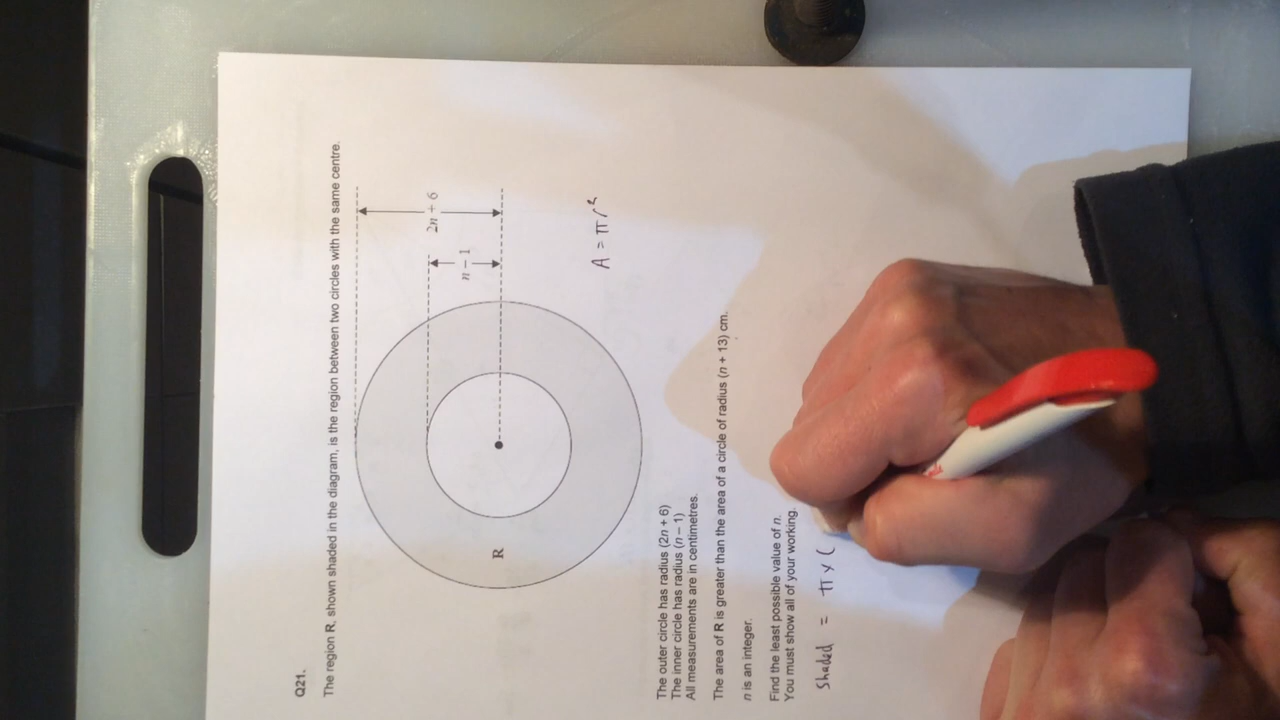 Q21.
The region R, shown shaded in the diagram, is the region between two circles with the same centre.
2n + 6
n − 1
R
A = πr²
The outer circle has radius (2n + 6)
The inner circle has radius (n − 1)
All measurements are in centimetres.
The area of R is greater than the area of a circle of radius (n + 13) cm.
n is an integer.
Find the least possible value of n.
You must show all of your working.
Shaded = π × (